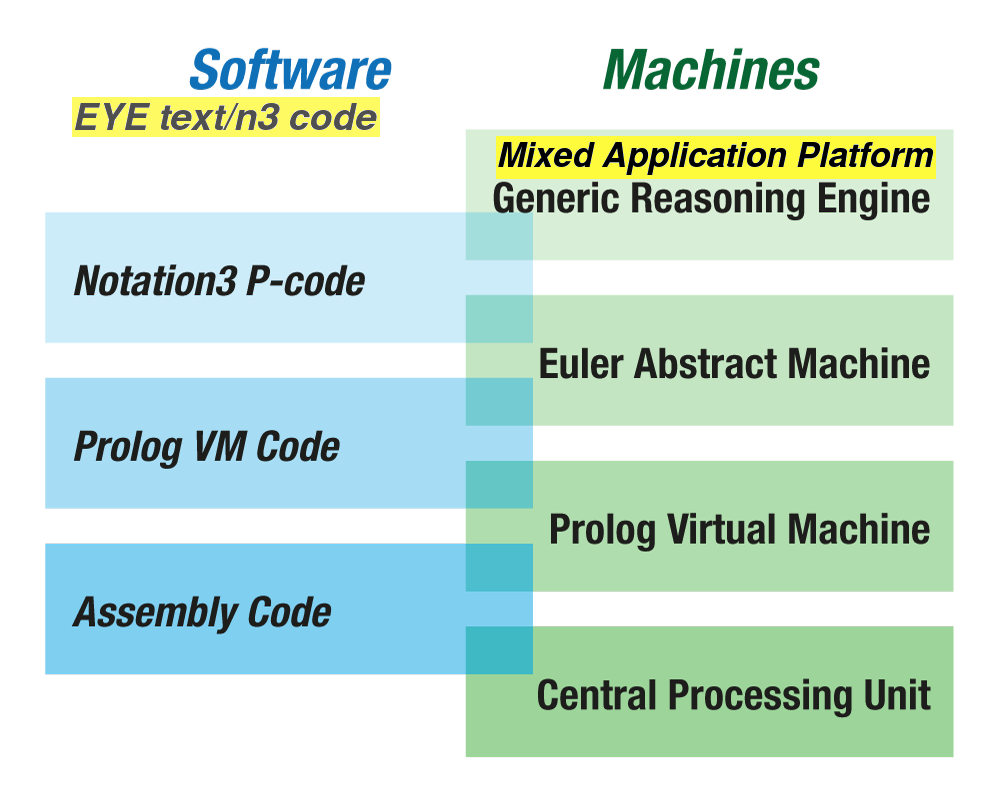 Software
Machines
EYE text/n3 code
Mixed Application Platform
Generic Reasoning Engine
Notation3 P-code
Euler Abstract Machine
Prolog VM Code
Prolog Virtual Machine
Assembly Code
Central Processing Unit